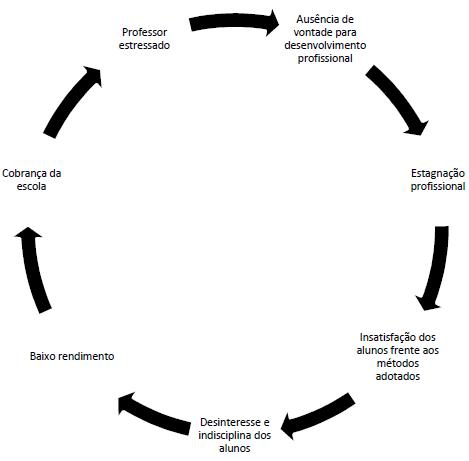 Professor
estressado
Ausência de
vontade para
desenvolvimento
profissional
Estagnação
profissional
Insatisfação dos
alunos frente aos
métodos
adotados
Desinteresse e
indisciplina dos
alunos
Baixo rendimento
Cobrança da
escola